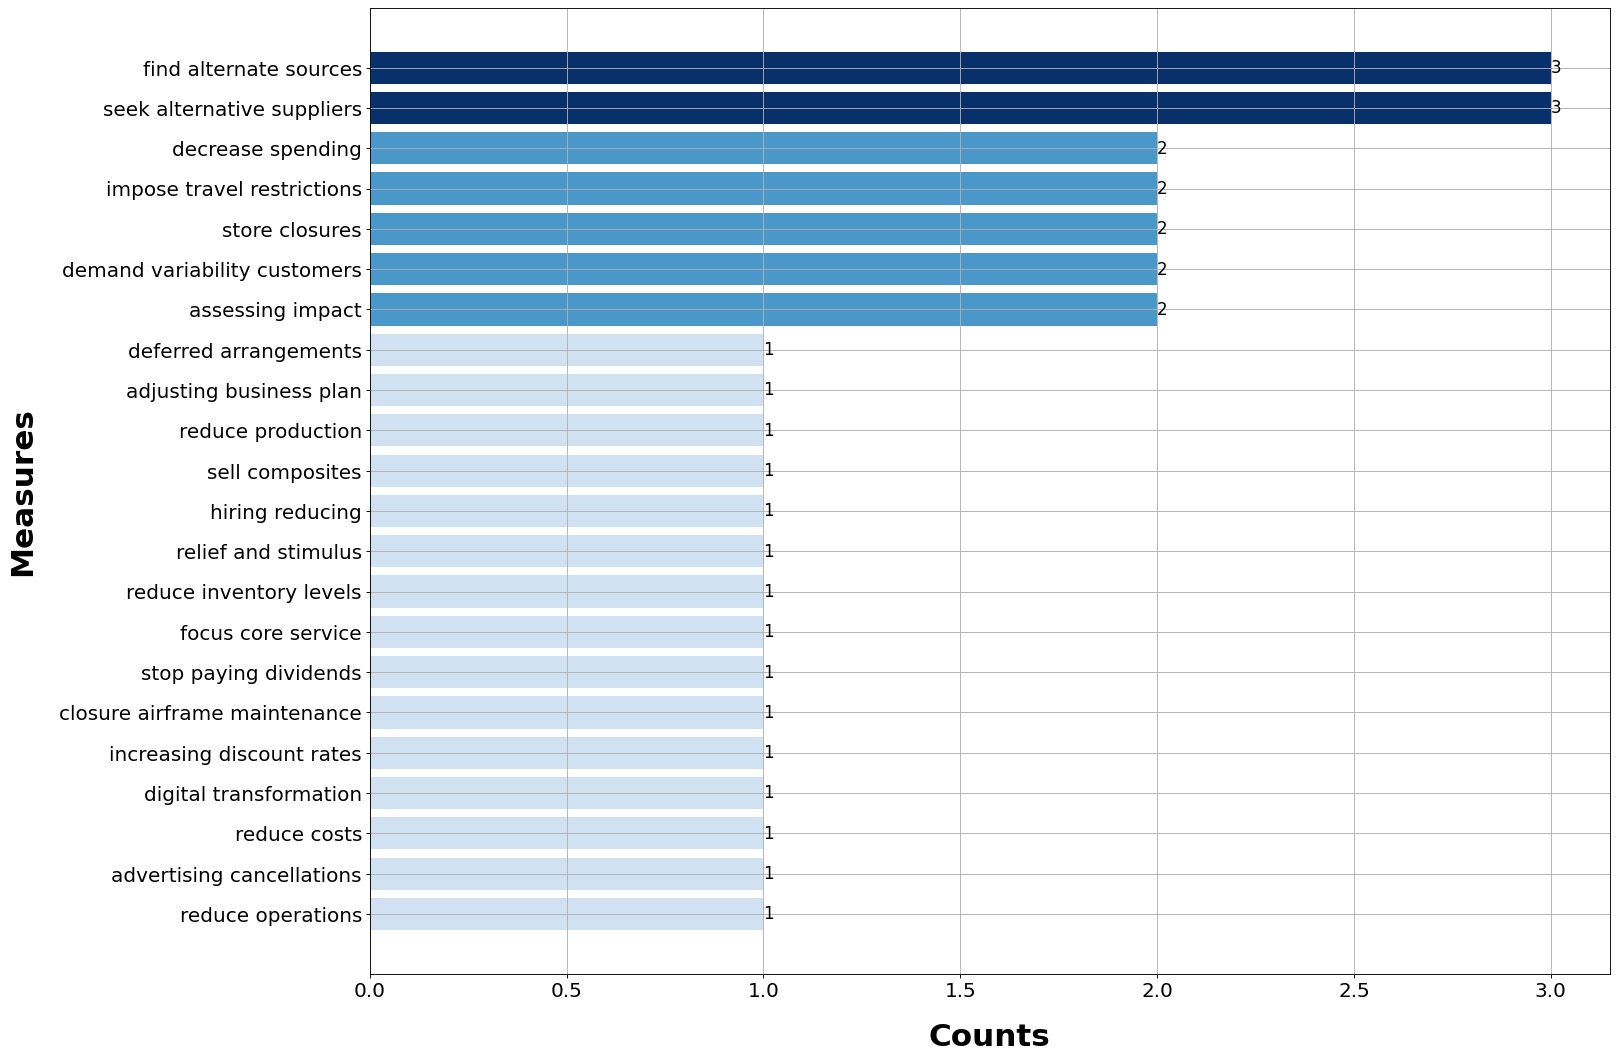 find alternate sources 3
seek alternative suppliers 3
decrease spending 2
impose travel restrictions 2
store closures 2
demand variability customers 2
assessing impact 2
deferred arrangements 1
adjusting business plan 1
reduce production 1
sell composites 1
hiring reducing 1
relief and stimulus 1
reduce inventory levels 1
focus core service 1
stop paying dividends 1
closure airframe maintenance 1
increasing discount rates 1
digital transformation 1
reduce costs 1
advertising cancellations 1
reduce operations 1
Measures
0.0 0.5 1.0 1.5 2.0 2.5 3.0
Counts